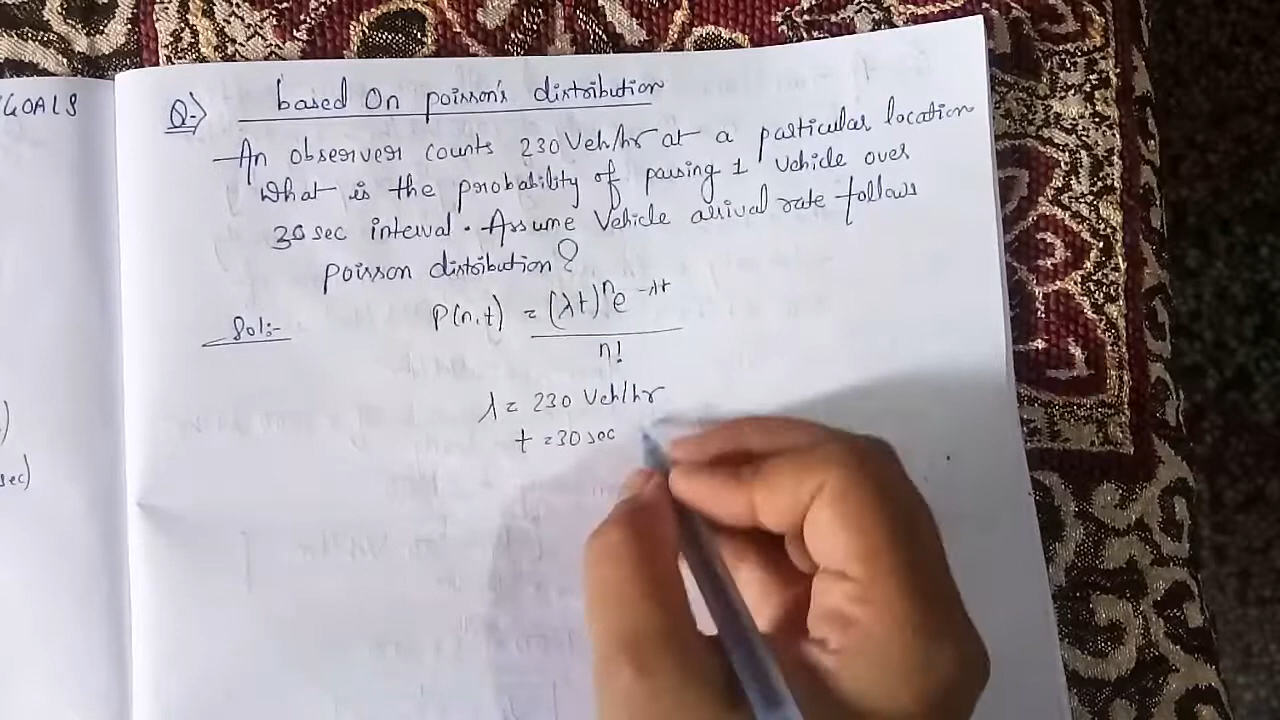 GOALS
Q.) based On poisson's distribution
An observer counts 230 Veh/hr at a particular location
What is the probability of passing 1 Vehicle over
30 sec interval. Assume Vehicle arrival rate follows
Poisson distribution?
Sol:- P(n,t) = (λt)^n e^-λt
n!
λ = 230 Veh/hr
t = 30 sec
)
sec)